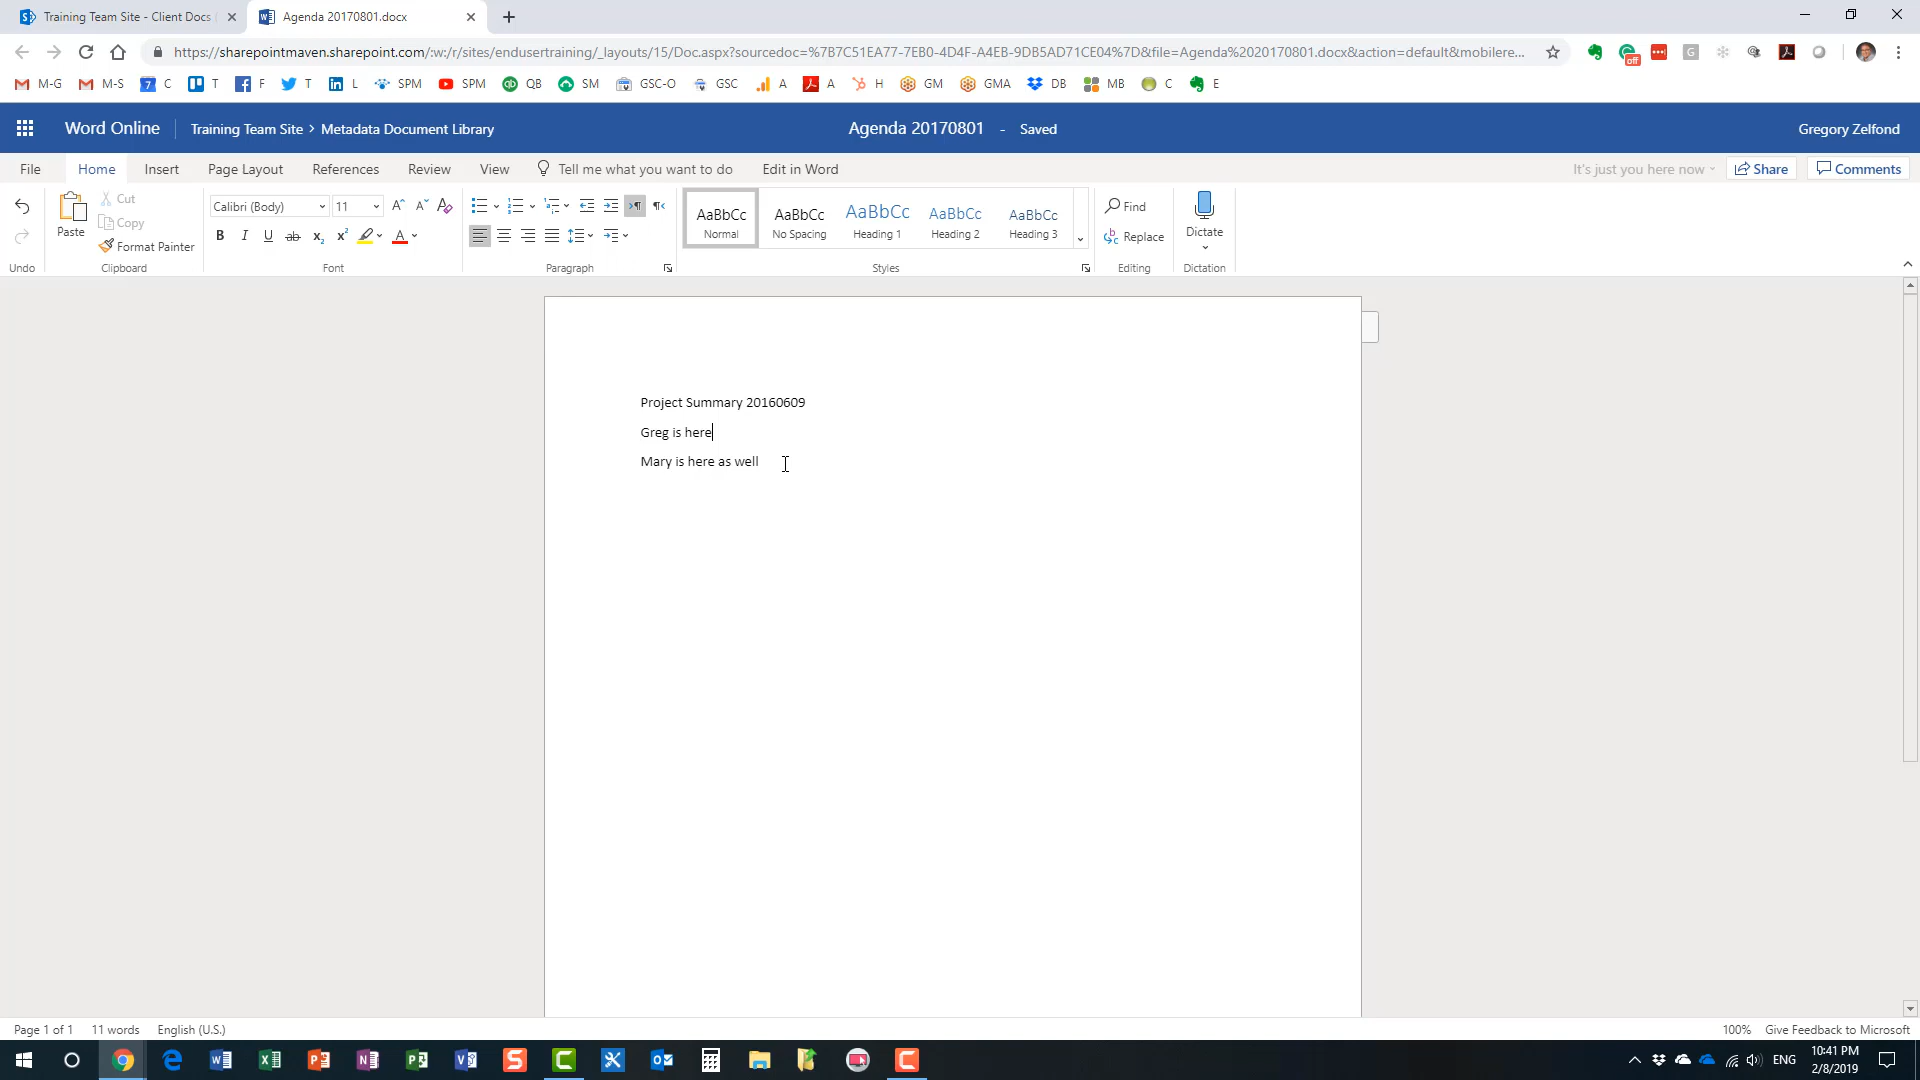 Training Team Site - Client Docs
Agenda 20170801.docx
https://sharepointmaven.sharepoint.com/:w:/r/sites/endusertraining/_layouts/15/Doc.aspx?sourcedoc=%7B7C51EA77-7EB0-4D4F-A4EB-9DB5AD71CE04%7D&file=Agenda%2020170801.docx&action=default&mobilere...
off
M-G M-S 7 C T F T L SPM SPM QB SM GSC-O GSC A A H GM GMA DB MB C E
Word Online Training Team Site > Metadata Document Library Agenda 20170801 - Saved Gregory Zelfond
File Home Insert Page Layout References Review View Tell me what you want to do Edit in Word It's just you here now Share Comments
Paste Cut
Copy
Format Painter
Calibri (Body) 11
AaBbCc AaBbCc AaBbCc AaBbCc AaBbCc
Normal No Spacing Heading 1 Heading 2 Heading 3
Find
Replace
Dictate
Undo Clipboard Font Paragraph Styles Editing Dictation
Project Summary 20160609
Greg is here
Mary is here as well
Page 1 of 1 11 words English (U.S.) 100% Give Feedback to Microsoft
ENG 10:41 PM
2/8/2019